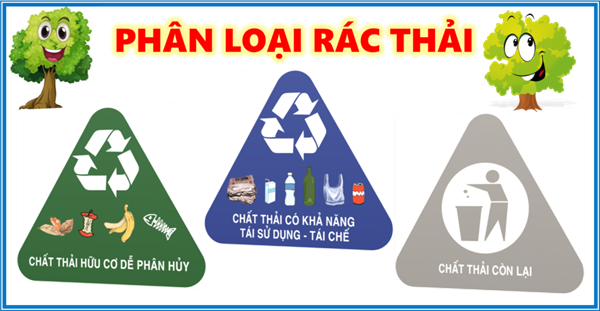 PHÂN LOẠI RÁC THẢI
CHẤT THẢI HỮU CƠ DỄ PHÂN HỦY
CHẤT THẢI CÓ KHẢ NĂNG
TÁI SỬ DỤNG - TÁI CHẾ
CHẤT THẢI CÒN LẠI